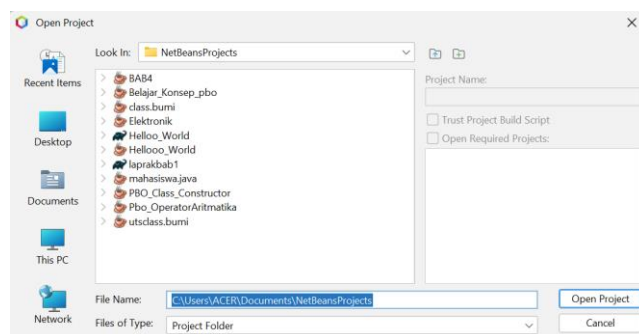 Open Project
Look In: NetBeansProjects
Recent Items
Desktop
Documents
This PC
Network
BAB4
Belajar_Konsep_pbo
class.bumi
Elektronik
Helloo_World
Hellooo_World
laprakbab1
mahasiswa.java
PBO_Class_Constructor
Pbo_OperatorAritmatika
utsclass.bumi
Project Name:
Trust Project Build Script
Open Required Projects:
File Name: C:\Users\ACER\Documents\NetBeansProjects
Open Project
Files of Type: Project Folder
Cancel